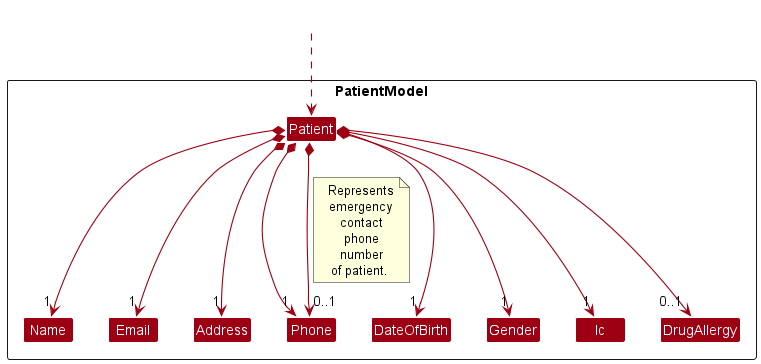 PatientModel
Patient
Represents
emergency
contact
phone
number
of patient.
1 1 1 1 0..1 1 1 1 0..1
Name Email Address Phone DateOfBirth Gender Ic DrugAllergy